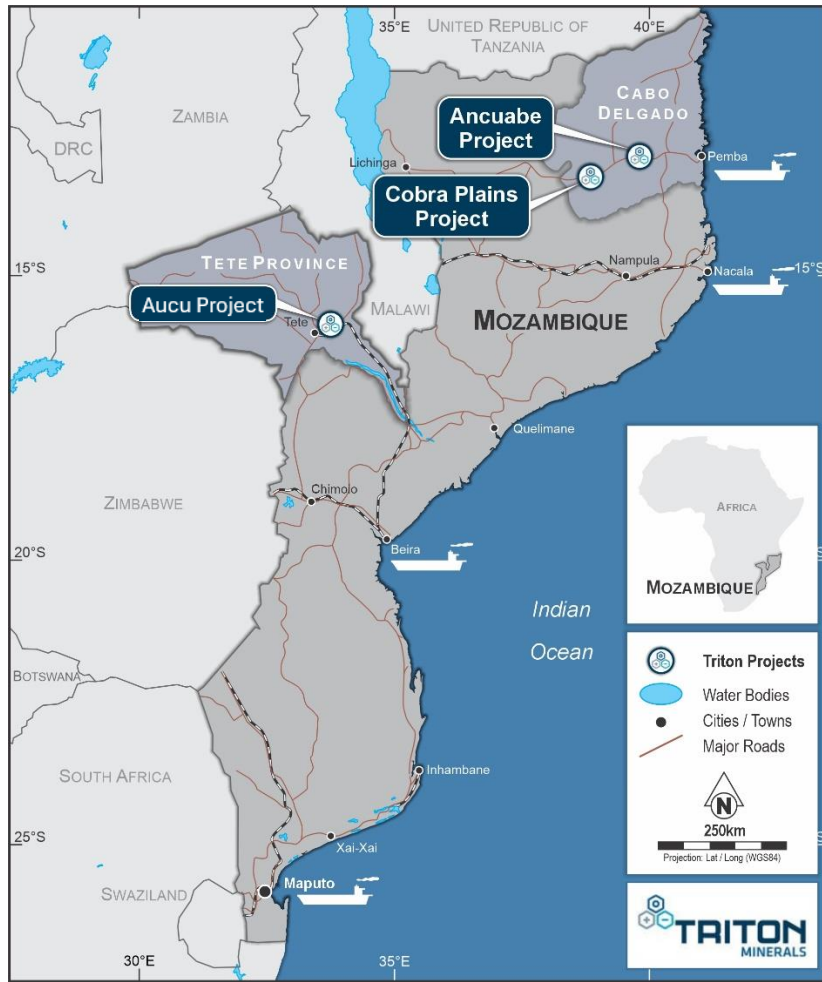 35°E
40°E
UNITED REPUBLIC OF
TANZANIA
CABO
DELGADO
ZAMBIA
Ancuabe
Project
DRC
Lichinga
Pemba
Cobra Plains
Project
15°S
TETE PROVINCE
Nampula
15°S
Nacala
Aucu Project
MALAWI
Tete
MOZAMBIQUE
Quelimane
ZIMBABWE
Chimoio
AFRICA
20°S
Beira
MOZAMBIQUE
Indian
Ocean
Triton Projects
BOTSWANA
Water Bodies
Cities / Towns
Major Roads
SOUTH AFRICA
Inhambane
N
250km
25°S
Xai-Xai
Projection: Lat / Long (WGS84)
SWAZILAND
Maputo
TRITON
MINERALS
30°E
35°E